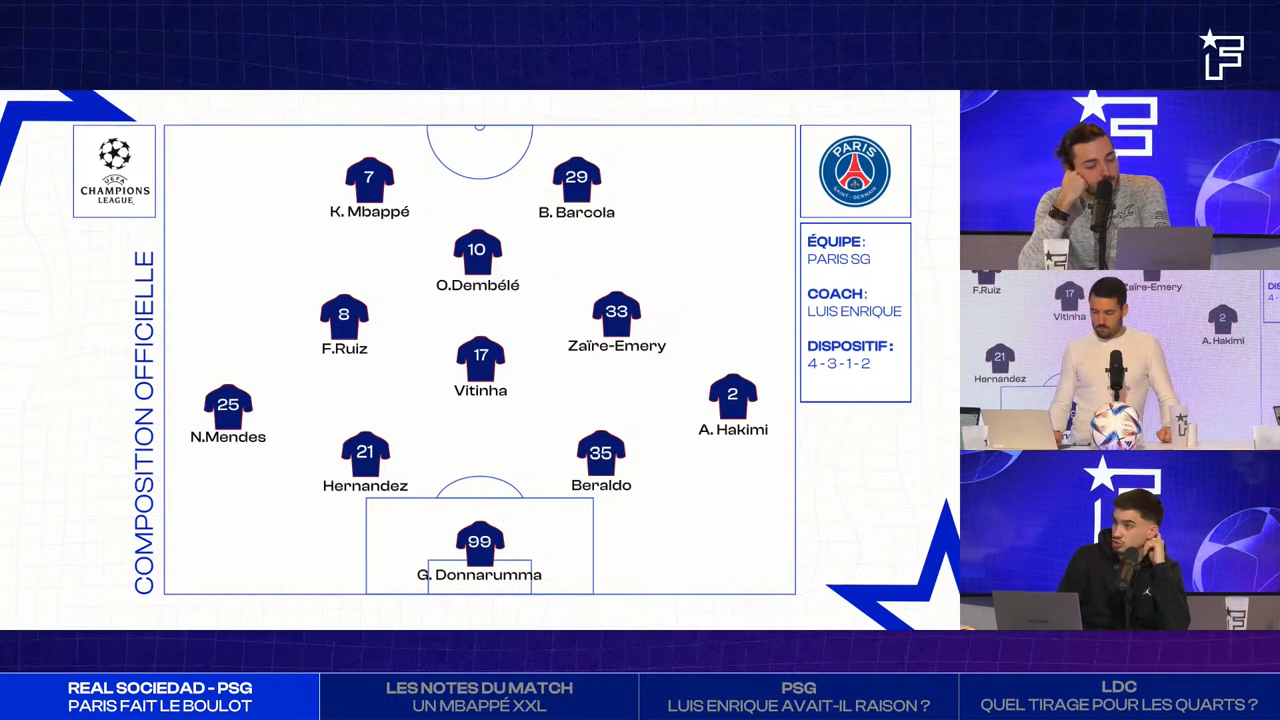 UEFA
CHAMPIONS
LEAGUE
COMPOSITION OFFICIELLE
7
K. Mbappé
29
B. Barcola
10
O.Dembélé
8
F.Ruiz
33
Zaïre-Emery
17
Vitinha
25
N.Mendes
2
A. Hakimi
21
Hernandez
35
Beraldo
99
G. Donnarumma
PARIS
SAINT-GERMAIN
ÉQUIPE :
PARIS SG
COACH :
LUIS ENRIQUE
DISPOSITIF :
4-3-1-2
F.Ruiz
Zaïre-Emery
17
Vitinha
2
A. Hakimi
21
Hernandez
REAL SOCIEDAD - PSG
PARIS FAIT LE BOULOT
LES NOTES DU MATCH
UN MBAPPÉ XXL
PSG
LUIS ENRIQUE AVAIT-IL RAISON ?
LDC
QUEL TIRAGE POUR LES QUARTS ?